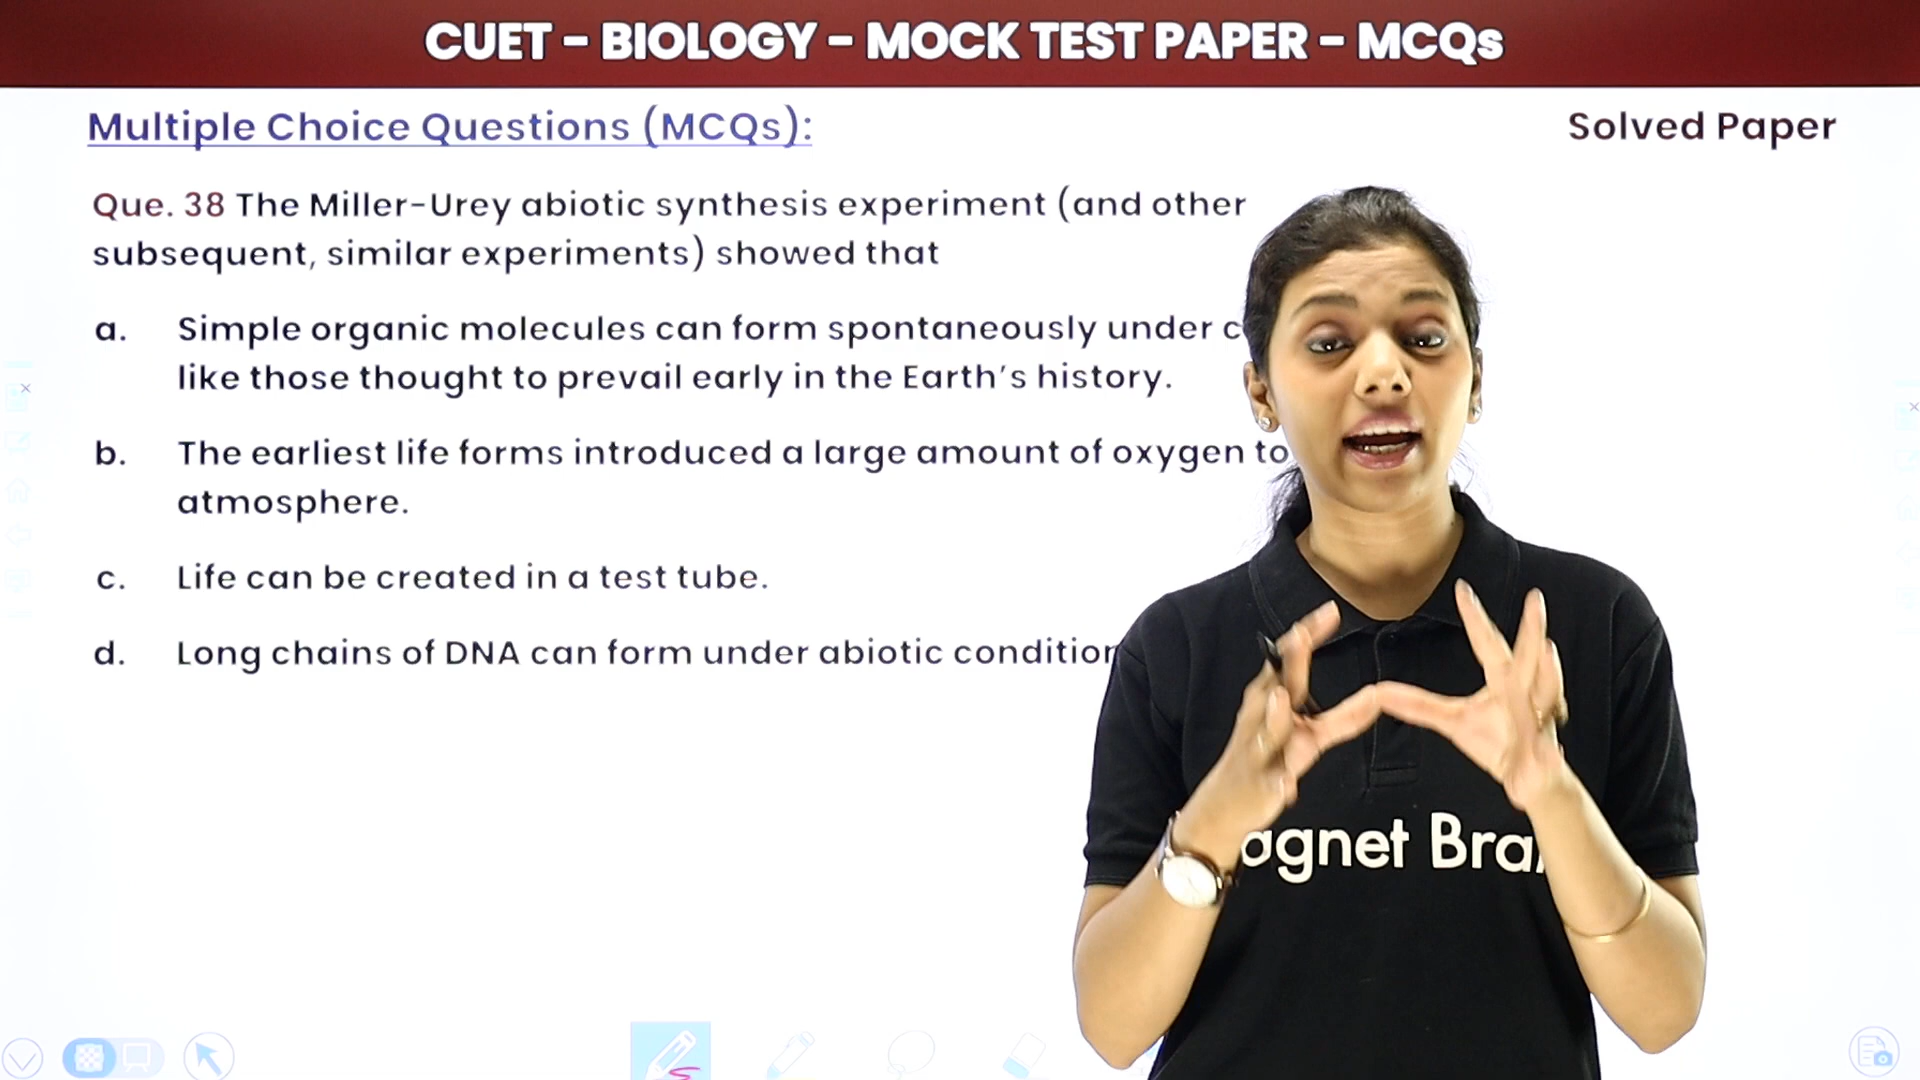 CUET - BIOLOGY - MOCK TEST PAPER - MCQs
Multiple Choice Questions (MCQs):
Solved Paper
Que. 38 The Miller-Urey abiotic synthesis experiment (and other
subsequent, similar experiments) showed that
a. Simple organic molecules can form spontaneously under
like those thought to prevail early in the Earth's history.
b. The earliest life forms introduced a large amount of oxygen to
atmosphere.
c. Life can be created in a test tube.
d. Long chains of DNA can form under abiotic